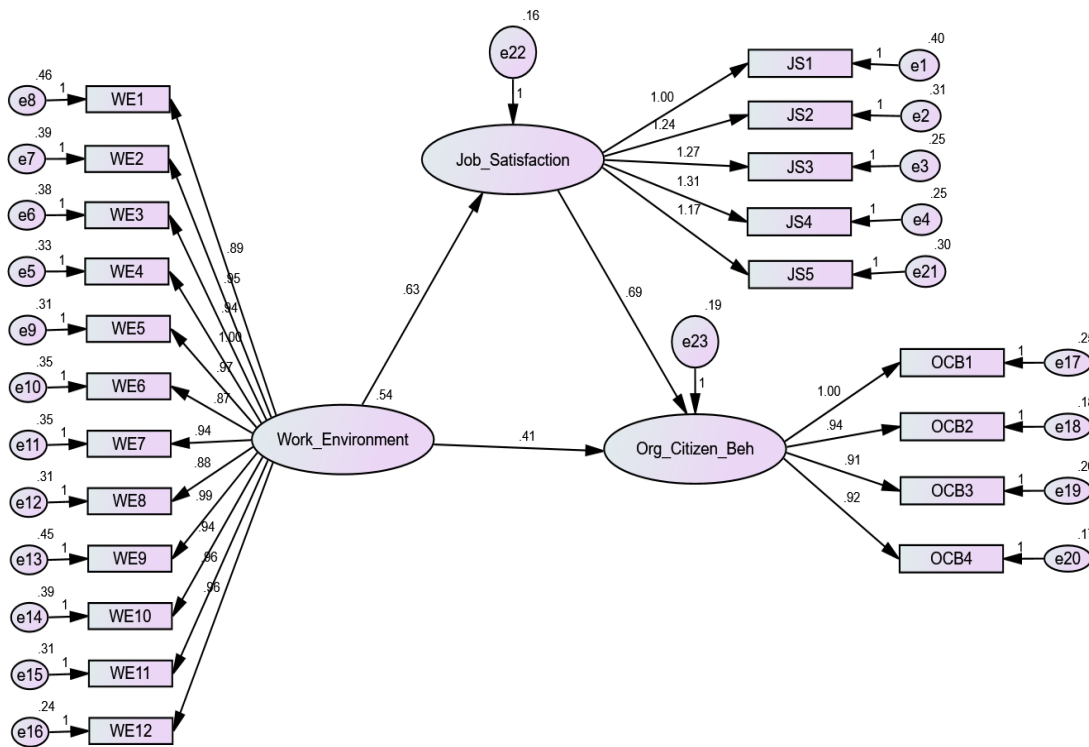 .16
e22
1
Job_Satisfaction
.40
JS1
1
e1
.31
JS2
1
e2
.25
JS3
1
e3
.25
JS4
1
e4
.30
JS5
1
e21
1.00
1.24
1.27
1.31
1.17
.46
e8
1
WE1
.39
e7
1
WE2
.38
e6
1
WE3
.33
e5
1
WE4
.31
e9
1
WE5
.35
e10
1
WE6
.35
e11
1
WE7
.31
e12
1
WE8
.45
e13
1
WE9
.39
e14
1
WE10
.31
e15
1
WE11
.24
e16
1
WE12
.89
.95
.94
1.00
.97
.87
.94
.88
.99
.94
.96
.96
.63
.69
.54
Work_Environment
.41
.19
e23
1
Org_Citizen_Beh
1.00
.94
.91
.92
OCB1
1
e17
OCB2
1
e18
OCB3
1
e19
OCB4
1
e20